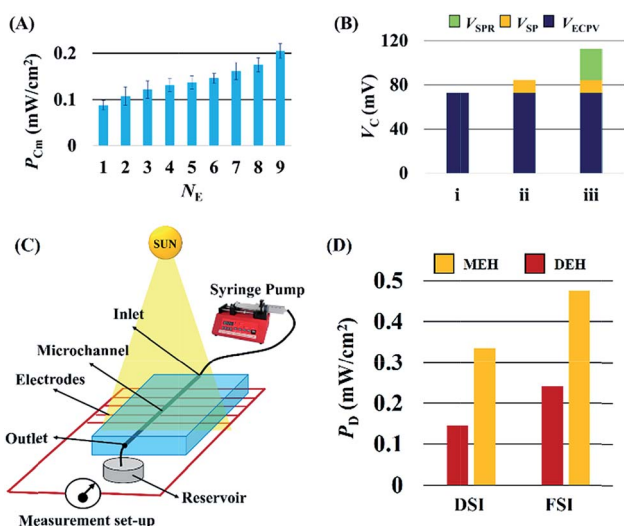 (A)
P_Cm (mW/cm²)
0.2
0.1
0
1 2 3 4 5 6 7 8 9
N_E
(B)
V_SPR V_SP V_ECPV
V_C (mV)
120
80
40
0
i ii iii
(C)
SUN
Syringe Pump
Inlet
Microchannel
Electrodes
Outlet
Reservoir
Measurement set-up
(D)
MEH DEH
P_D (mW/cm²)
0.5
0.4
0.3
0.2
0.1
0
DSI FSI